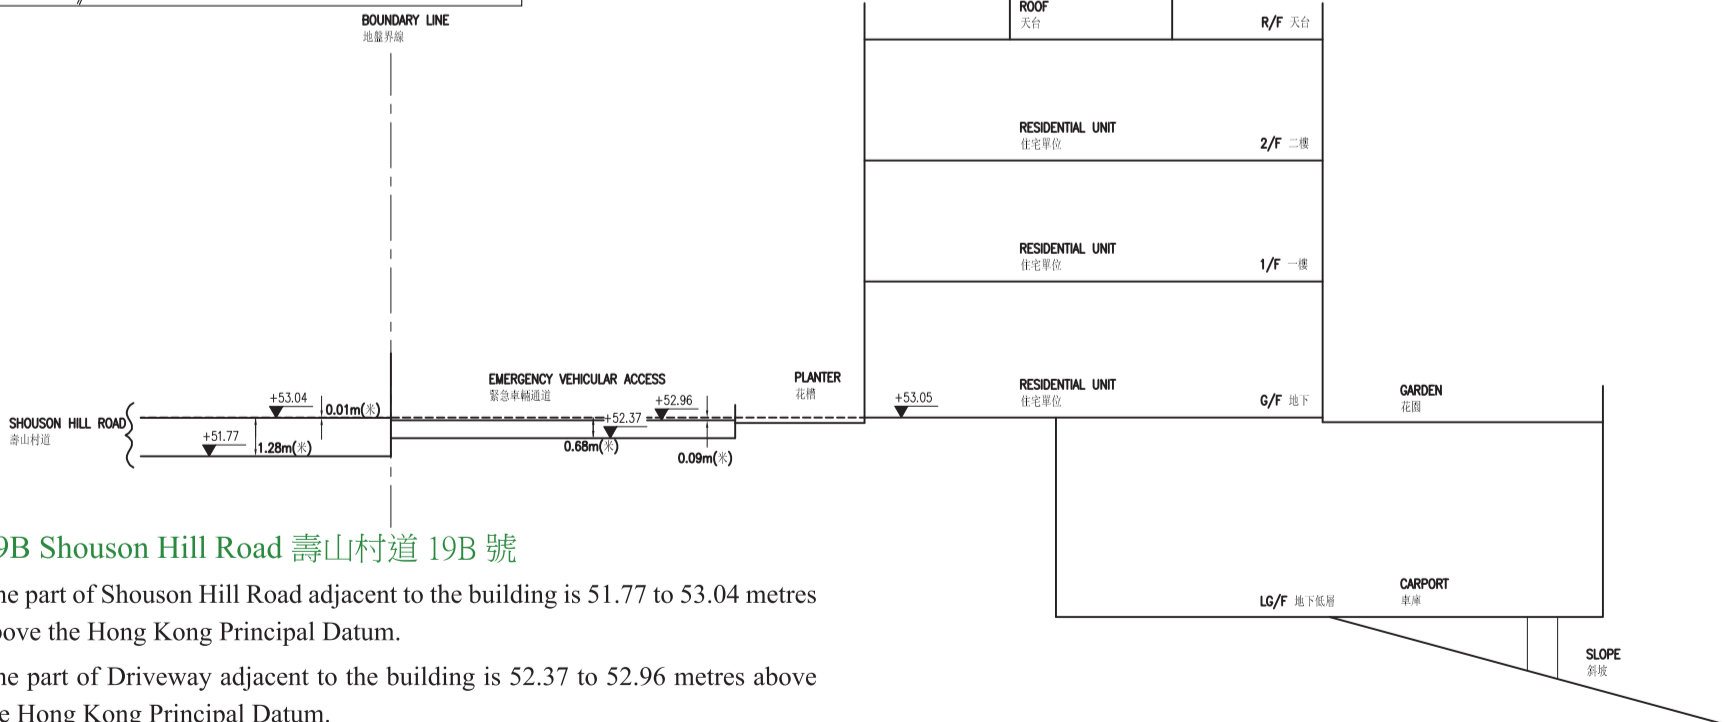 BOUNDARY LINE
地盤界線
ROOF
天台
R/F 天台
RESIDENTIAL UNIT
住宅單位
2/F 二樓
RESIDENTIAL UNIT
住宅單位
1/F 一樓
EMERGENCY VEHICULAR ACCESS
緊急車輛通道
PLANTER
花槽
RESIDENTIAL UNIT
住宅單位
G/F 地下
GARDEN
花園
+53.04
0.01m(米)
+52.96
+53.05
+52.37
SHOUSON HILL ROAD
壽山村道
+51.77
1.28m(米)
0.68m(米)
0.09m(米)
9B Shouson Hill Road 壽山村道 19B 號
he part of Shouson Hill Road adjacent to the building is 51.77 to 53.04 metres
bove the Hong Kong Principal Datum.
he part of Driveway adjacent to the building is 52.37 to 52.96 metres above
e Hong Kong Principal Datum.
LG/F 地下低層
CARPORT
車庫
SLOPE
斜坡